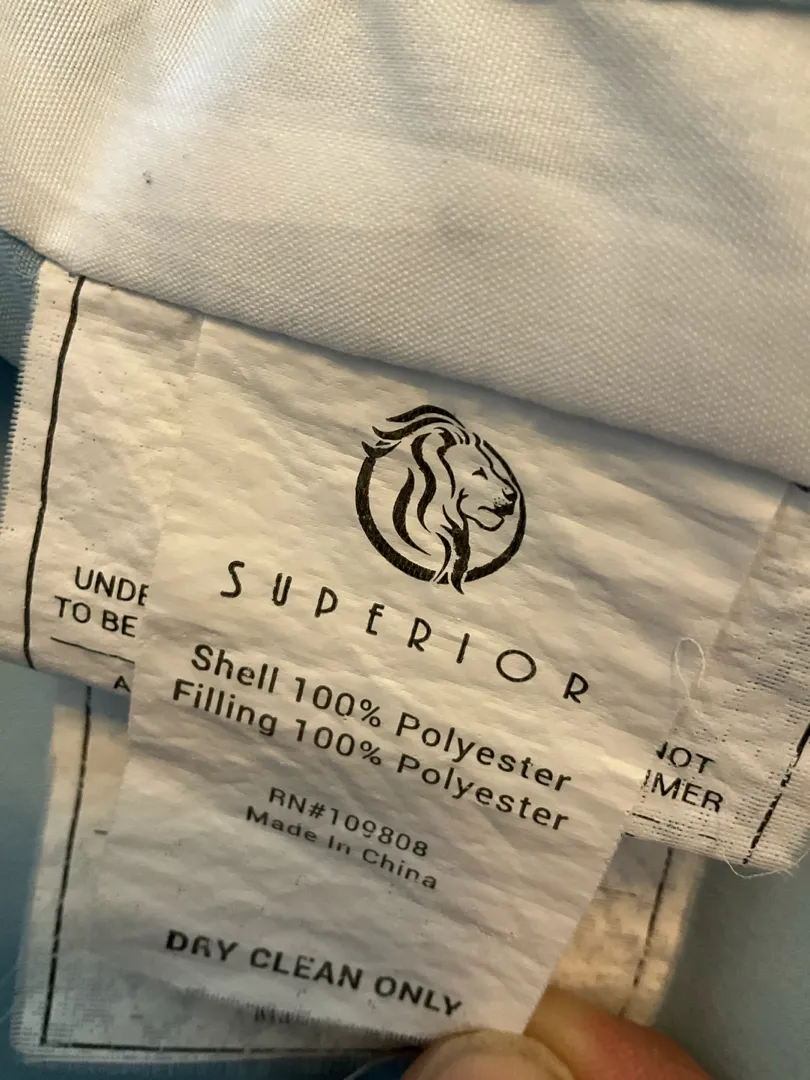 SUPERIOR
Shell 100% Polyester
Filling 100% Polyester
RN#109808
Made In China
DRY CLEAN ONLY
UNDE
TO BE
A
NOT
UMER